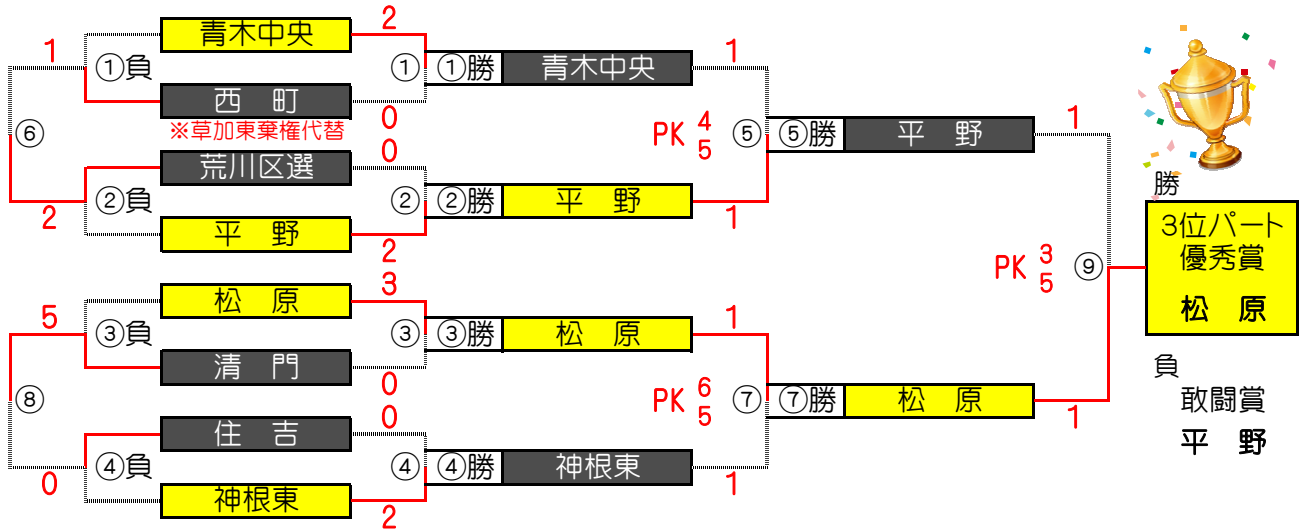 青木中央
2
1
①負
①
①勝
青木中央
1
西 町
0
※草加東棄権代替
⑥
PK 4
5
⑤
⑤勝
平 野
1
荒川区選
0
②負
②
②勝
平 野
1
2
平 野
2
勝
3位パート
優秀賞
松 原
PK 3
5
⑨
松 原
3
5
③負
③
③勝
松 原
1
清 門
0
⑧
PK 6
5
⑦
⑦勝
松 原
1
住 吉
0
④負
④
④勝
神根東
1
0
神根東
2
負
敢闘賞
平 野